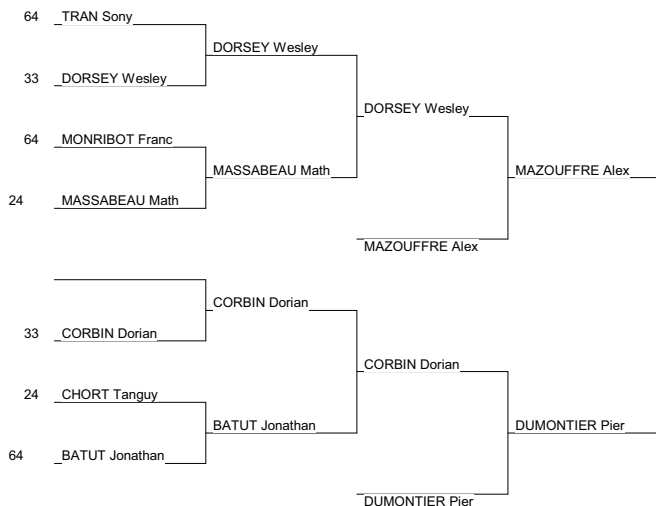 64 TRAN Sony
DORSEY Wesley
33 DORSEY Wesley
DORSEY Wesley
64 MONRIBOT Franc
MASSABEAU Math
MAZOUFFRE Alex
24 MASSABEAU Math
MAZOUFFRE Alex
CORBIN Dorian
33 CORBIN Dorian
CORBIN Dorian
24 CHORT Tanguy
BATUT Jonathan
DUMONTIER Pier
64 BATUT Jonathan
DUMONTIER Pier